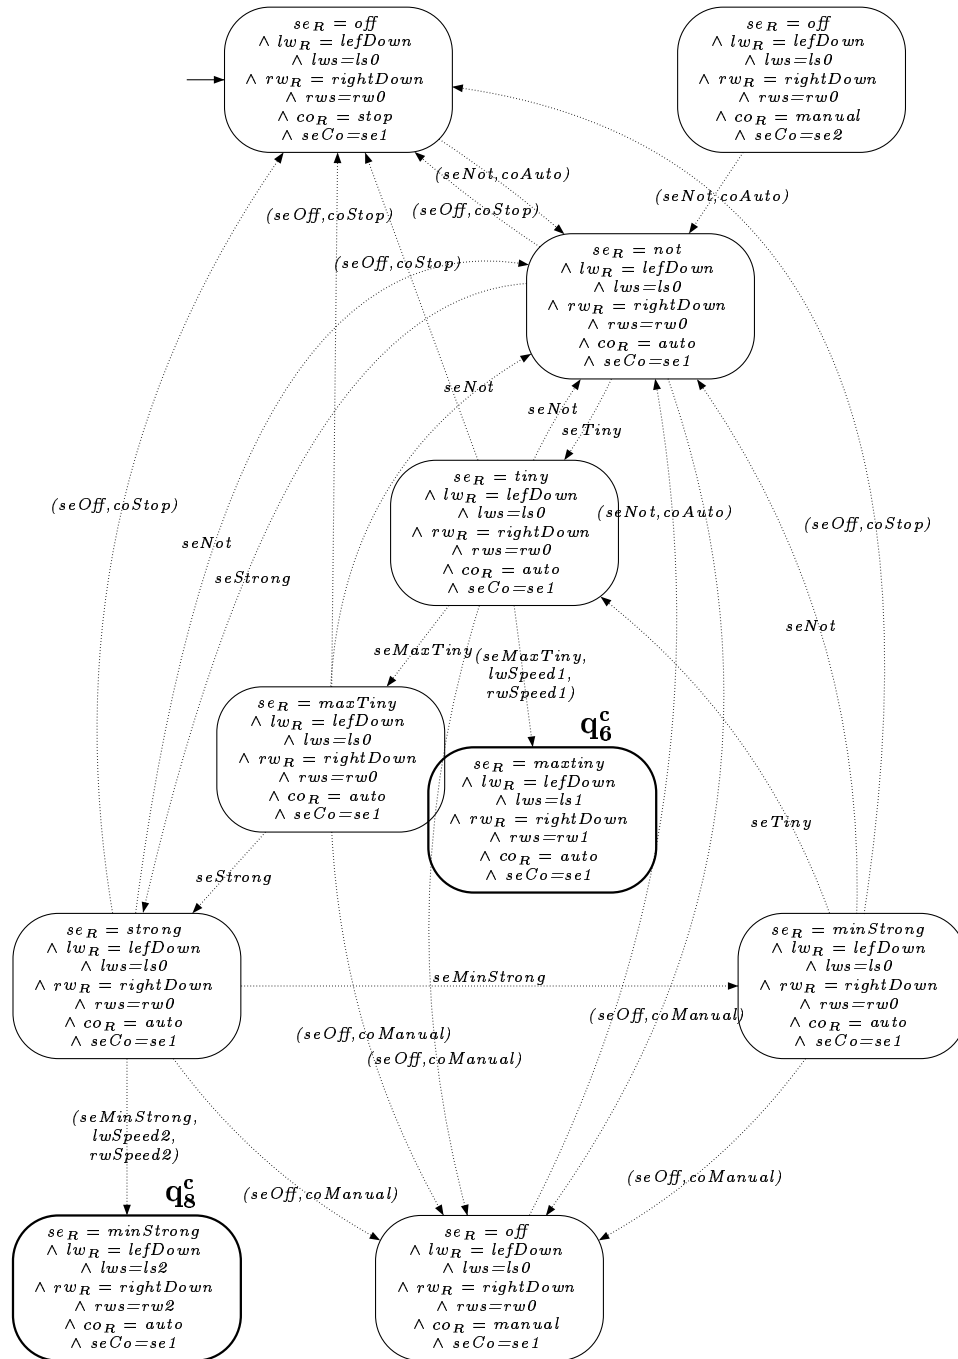 se_R = off
∧ lw_R = lefDown
∧ lws=ls0
∧ rw_R = rightDown
∧ rws=rw0
∧ co_R = stop
∧ seCo=se1
se_R = off
∧ lw_R = lefDown
∧ lws=ls0
∧ rw_R = rightDown
∧ rws=rw0
∧ co_R = manual
∧ seCo=se2
(seNot,coAuto)
(seNot,coAuto)
(seOff,coStop)
(seOff,coStop)
(seOff,coStop)
se_R = not
∧ lw_R = lefDown
∧ lws=ls0
∧ rw_R = rightDown
∧ rws=rw0
∧ co_R = auto
∧ seCo=se1
seNot
seNot
seTiny
se_R = tiny
∧ lw_R = lefDown
∧ lws=ls0
∧ rw_R = rightDown
∧ rws=rw0
∧ co_R = auto
∧ seCo=se1
(seOff,coStop)
(seNot,coAuto)
(seOff,coStop)
seNot
seStrong
seNot
seMaxTiny
(seMaxTiny,
lwSpeed1,
rwSpeed1)
se_R = maxTiny
∧ lw_R = lefDown
∧ lws=ls0
∧ rw_R = rightDown
∧ rws=rw0
∧ co_R = auto
∧ seCo=se1
q_6^c
se_R = maxtiny
∧ lw_R = lefDown
∧ lws=ls1
∧ rw_R = rightDown
∧ rws=rw1
∧ co_R = auto
∧ seCo=se1
seTiny
seStrong
se_R = strong
∧ lw_R = lefDown
∧ lws=ls0
∧ rw_R = rightDown
∧ rws=rw0
∧ co_R = auto
∧ seCo=se1
seMinStrong
se_R = minStrong
∧ lw_R = lefDown
∧ lws=ls0
∧ rw_R = rightDown
∧ rws=rw0
∧ co_R = auto
∧ seCo=se1
(seOff,coManual)
(seOff,coManual)
(seOff,coManual)
(seMinStrong,
lwSpeed2,
rwSpeed2)
(seOff,coManual)
(seOff,coManual)
q_8^c
se_R = minStrong
∧ lw_R = lefDown
∧ lws=ls2
∧ rw_R = rightDown
∧ rws=rw2
∧ co_R = auto
∧ seCo=se1
se_R = off
∧ lw_R = lefDown
∧ lws=ls0
∧ rw_R = rightDown
∧ rws=rw0
∧ co_R = manual
∧ seCo=se1